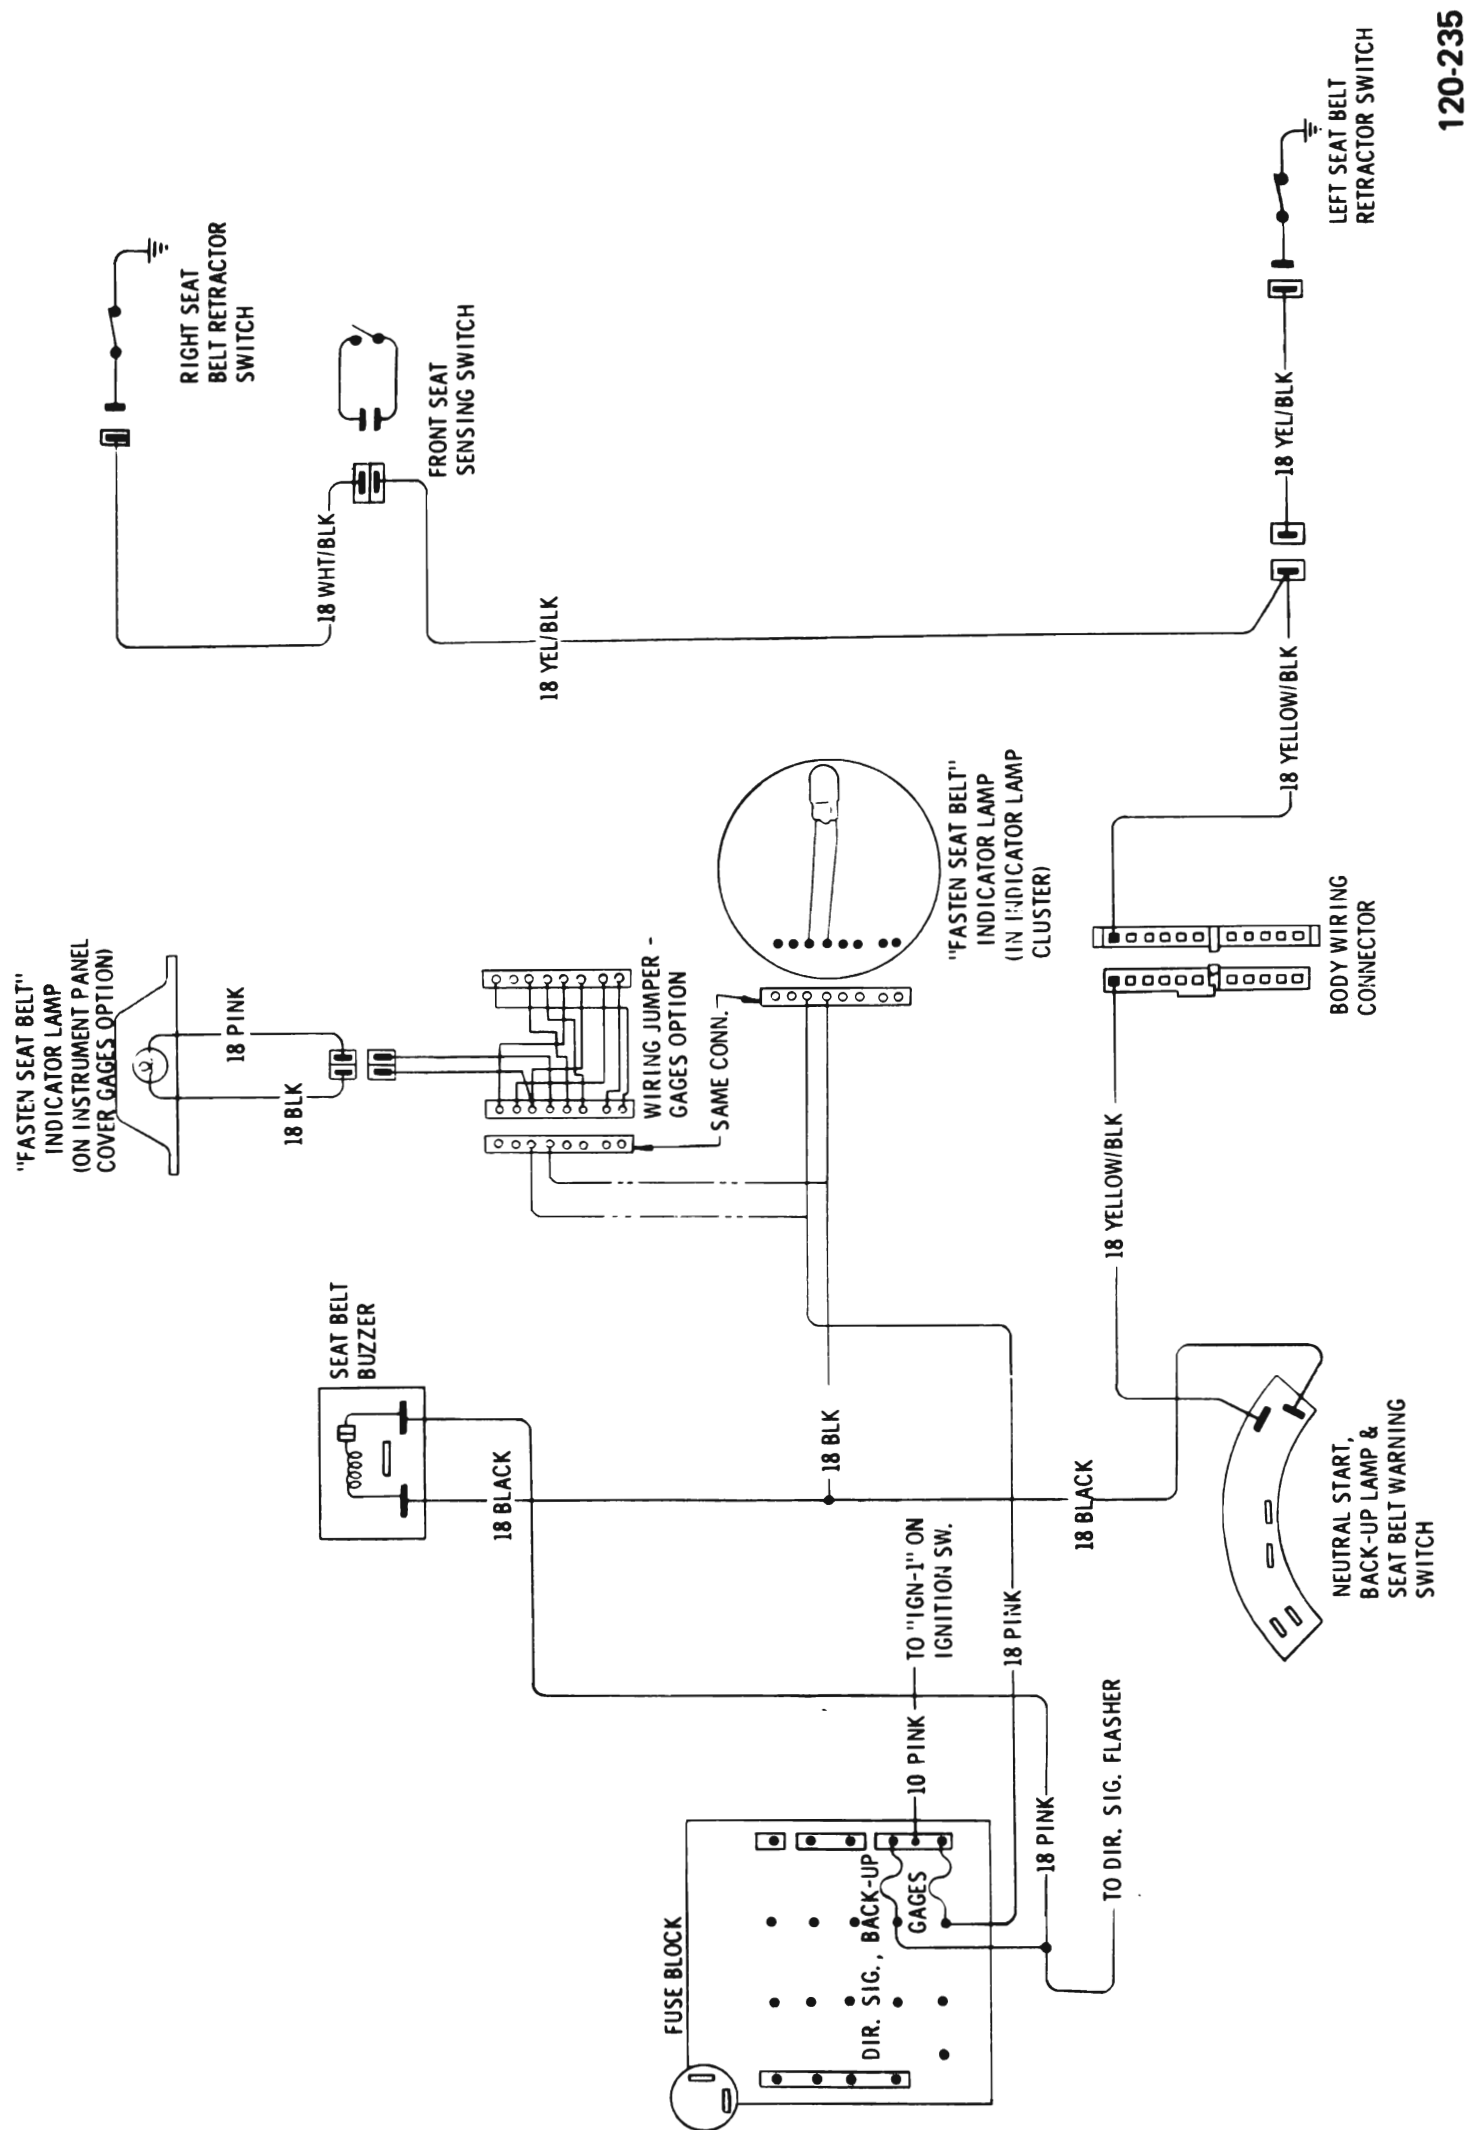 120-235
"FASTEN SEAT BELT"
INDICATOR LAMP
(ON INSTRUMENT PANEL
COVER GAGES OPTION)
18 PINK
18 BLK
RIGHT SEAT
BELT RETRACTOR
SWITCH
18 WHT/BLK
FRONT SEAT
SENSING SWITCH
18 YEL/BLK
SEAT BELT
BUZZER
18 BLACK
WIRING JUMPER -
GAGES OPTION
SAME CONN.
"FASTEN SEAT BELT"
INDICATOR LAMP
(IN INDICATOR LAMP
CLUSTER)
FUSE BLOCK
DIR. SIG., BACK-UP
GAGES
10 PINK
TO "IGN-1" ON
IGNITION SW.
18 BLK
18 PINK
18 PINK
TO DIR. SIG. FLASHER
18 BLACK
18 YELLOW/BLK
18 YELLOW/BLK
18 YEL/BLK
BODY WIRING
CONNECTOR
NEUTRAL START,
BACK-UP LAMP &
SEAT BELT WARNING
SWITCH
LEFT SEAT BELT
RETRACTOR SWITCH